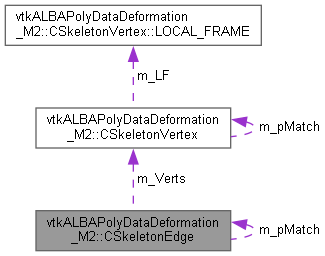 vtkALBAPolyDataDeformation
_M2::CSkeletonVertex::LOCAL_FRAME
m_LF
vtkALBAPolyDataDeformation
_M2::CSkeletonVertex
m_pMatch
m_Verts
vtkALBAPolyDataDeformation
_M2::CSkeletonEdge
m_pMatch